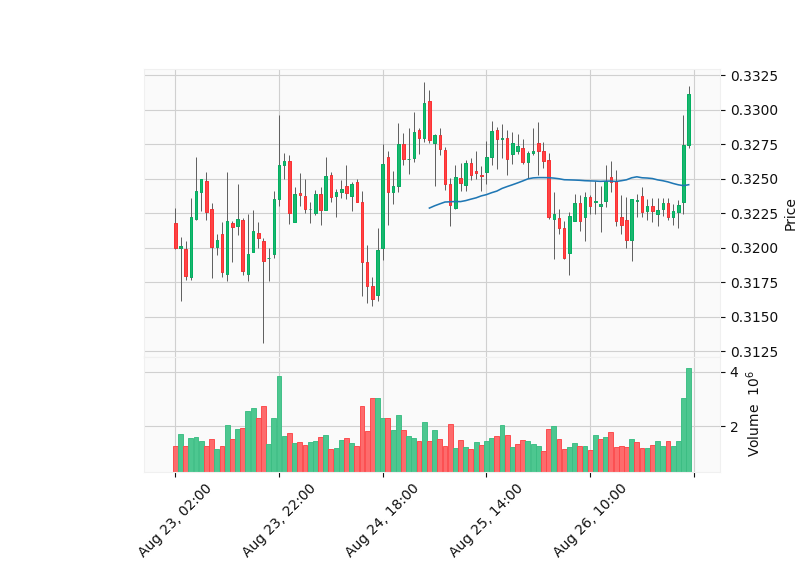 0.3325
0.3300
0.3275
0.3250
0.3225
0.3200
0.3175
0.3150
0.3125
Price
4
2
Volume 10⁶
Aug 23, 02:00
Aug 23, 22:00
Aug 24, 18:00
Aug 25, 14:00
Aug 26, 10:00